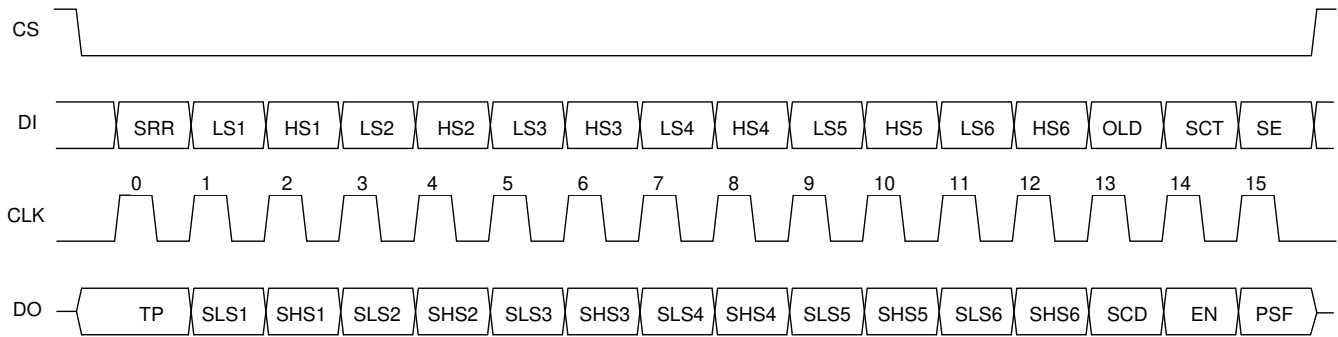 CS
DI SRR LS1 HS1 LS2 HS2 LS3 HS3 LS4 HS4 LS5 HS5 LS6 HS6 OLD SCT SE
0 1 2 3 4 5 6 7 8 9 10 11 12 13 14 15
CLK
DO TP SLS1 SHS1 SLS2 SHS2 SLS3 SHS3 SLS4 SHS4 SLS5 SHS5 SLS6 SHS6 SCD EN PSF